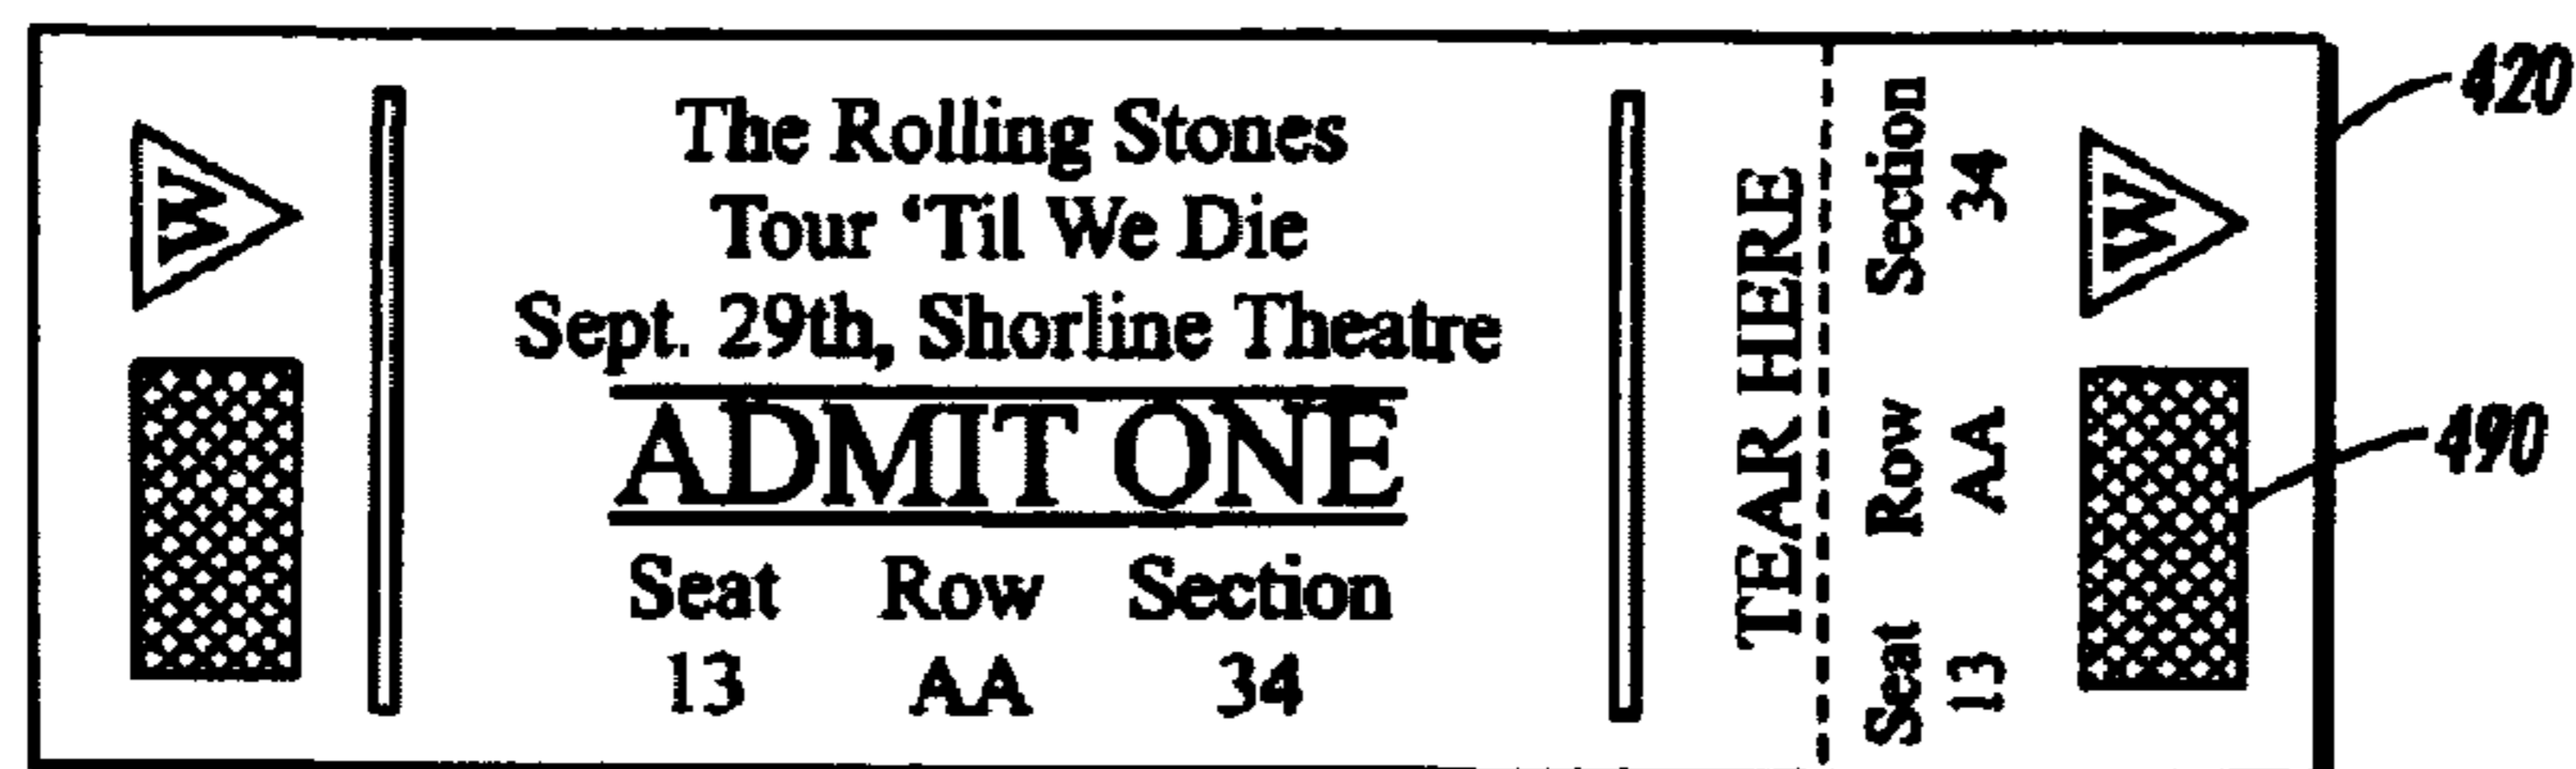 W
The Rolling Stones
Tour ‘Til We Die
Sept. 29th, Shorline Theatre
ADMIT ONE
Seat Row Section
13 AA 34
TEAR HERE
Seat Row Section
13 AA 34
W
420
490